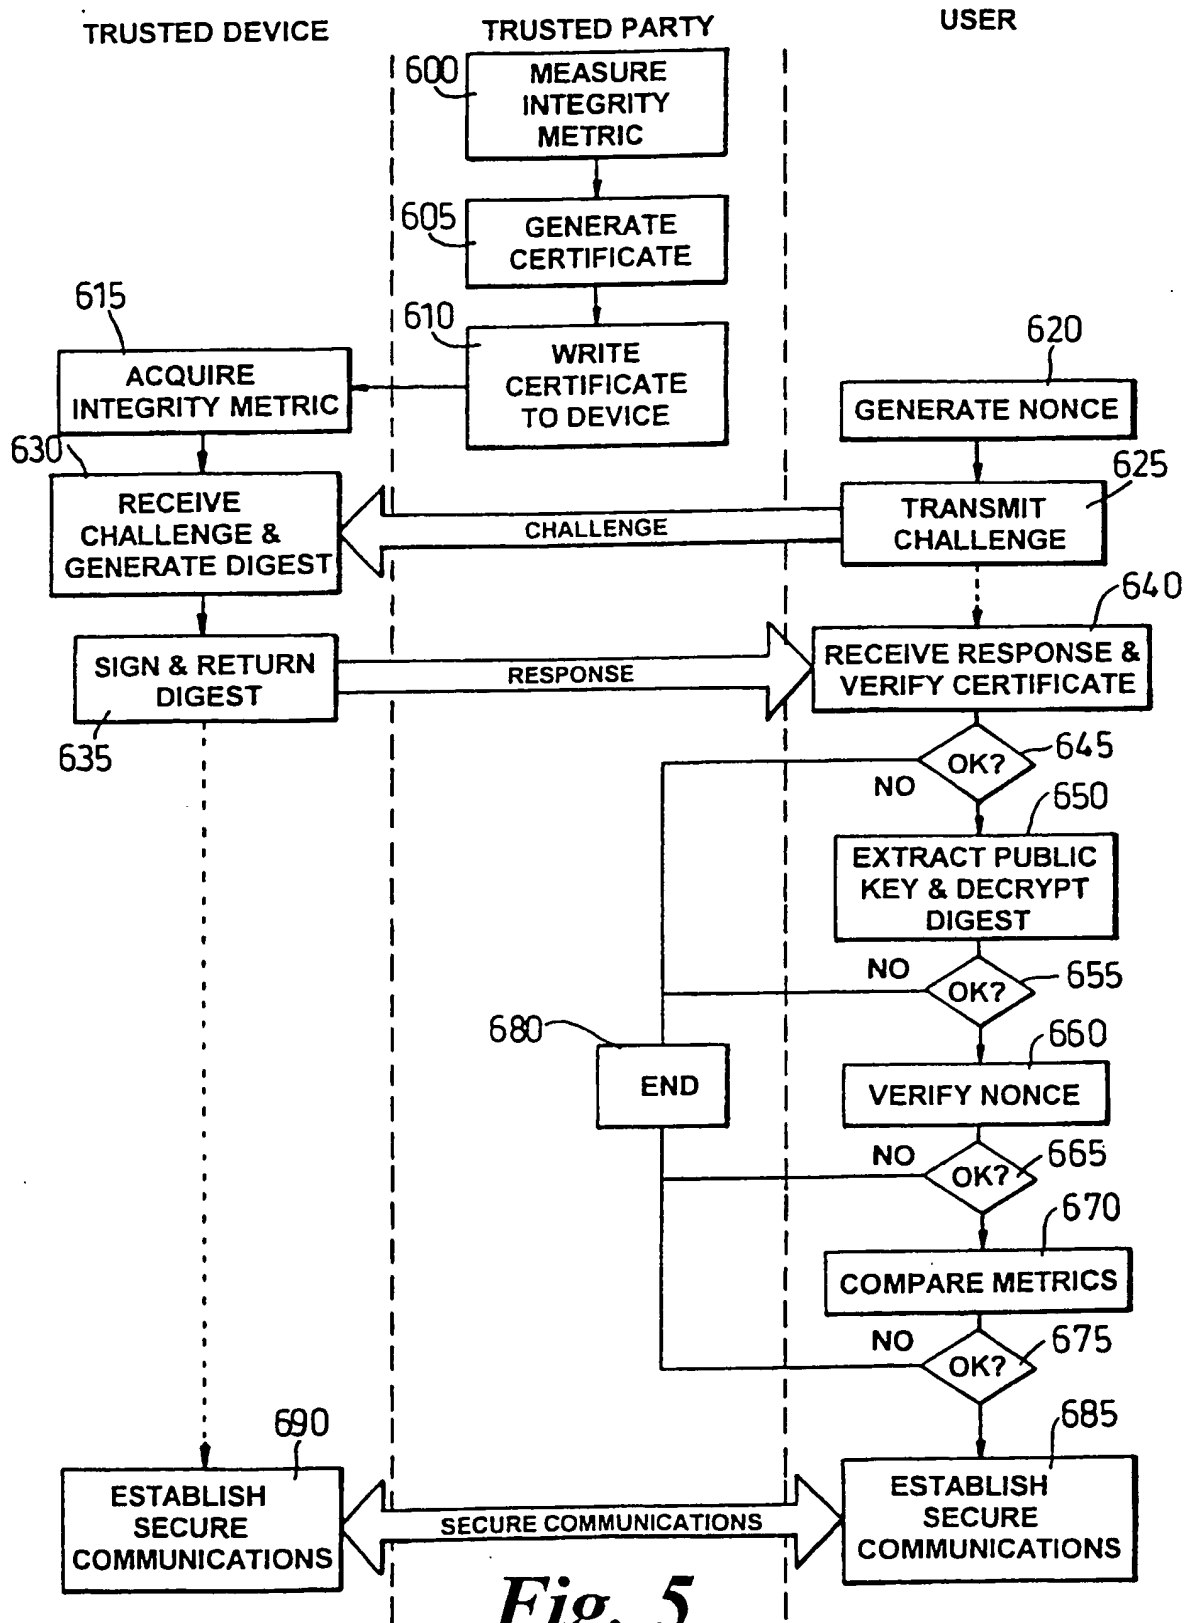 TRUSTED DEVICE
TRUSTED PARTY
USER
600
MEASURE
INTEGRITY
METRIC
605
GENERATE
CERTIFICATE
610
WRITE
CERTIFICATE
TO DEVICE
615
ACQUIRE
INTEGRITY METRIC
620
GENERATE NONCE
625
TRANSMIT
CHALLENGE
CHALLENGE
630
RECEIVE
CHALLENGE &
GENERATE DIGEST
635
SIGN & RETURN
DIGEST
RESPONSE
640
RECEIVE RESPONSE &
VERIFY CERTIFICATE
OK?
645
NO
650
EXTRACT PUBLIC
KEY & DECRYPT
DIGEST
NO
OK?
655
680
END
660
VERIFY NONCE
NO
OK?
665
670
COMPARE METRICS
NO
OK?
675
690
ESTABLISH
SECURE
COMMUNICATIONS
SECURE COMMUNICATIONS
685
ESTABLISH
SECURE
COMMUNICATIONS
Fig. 5